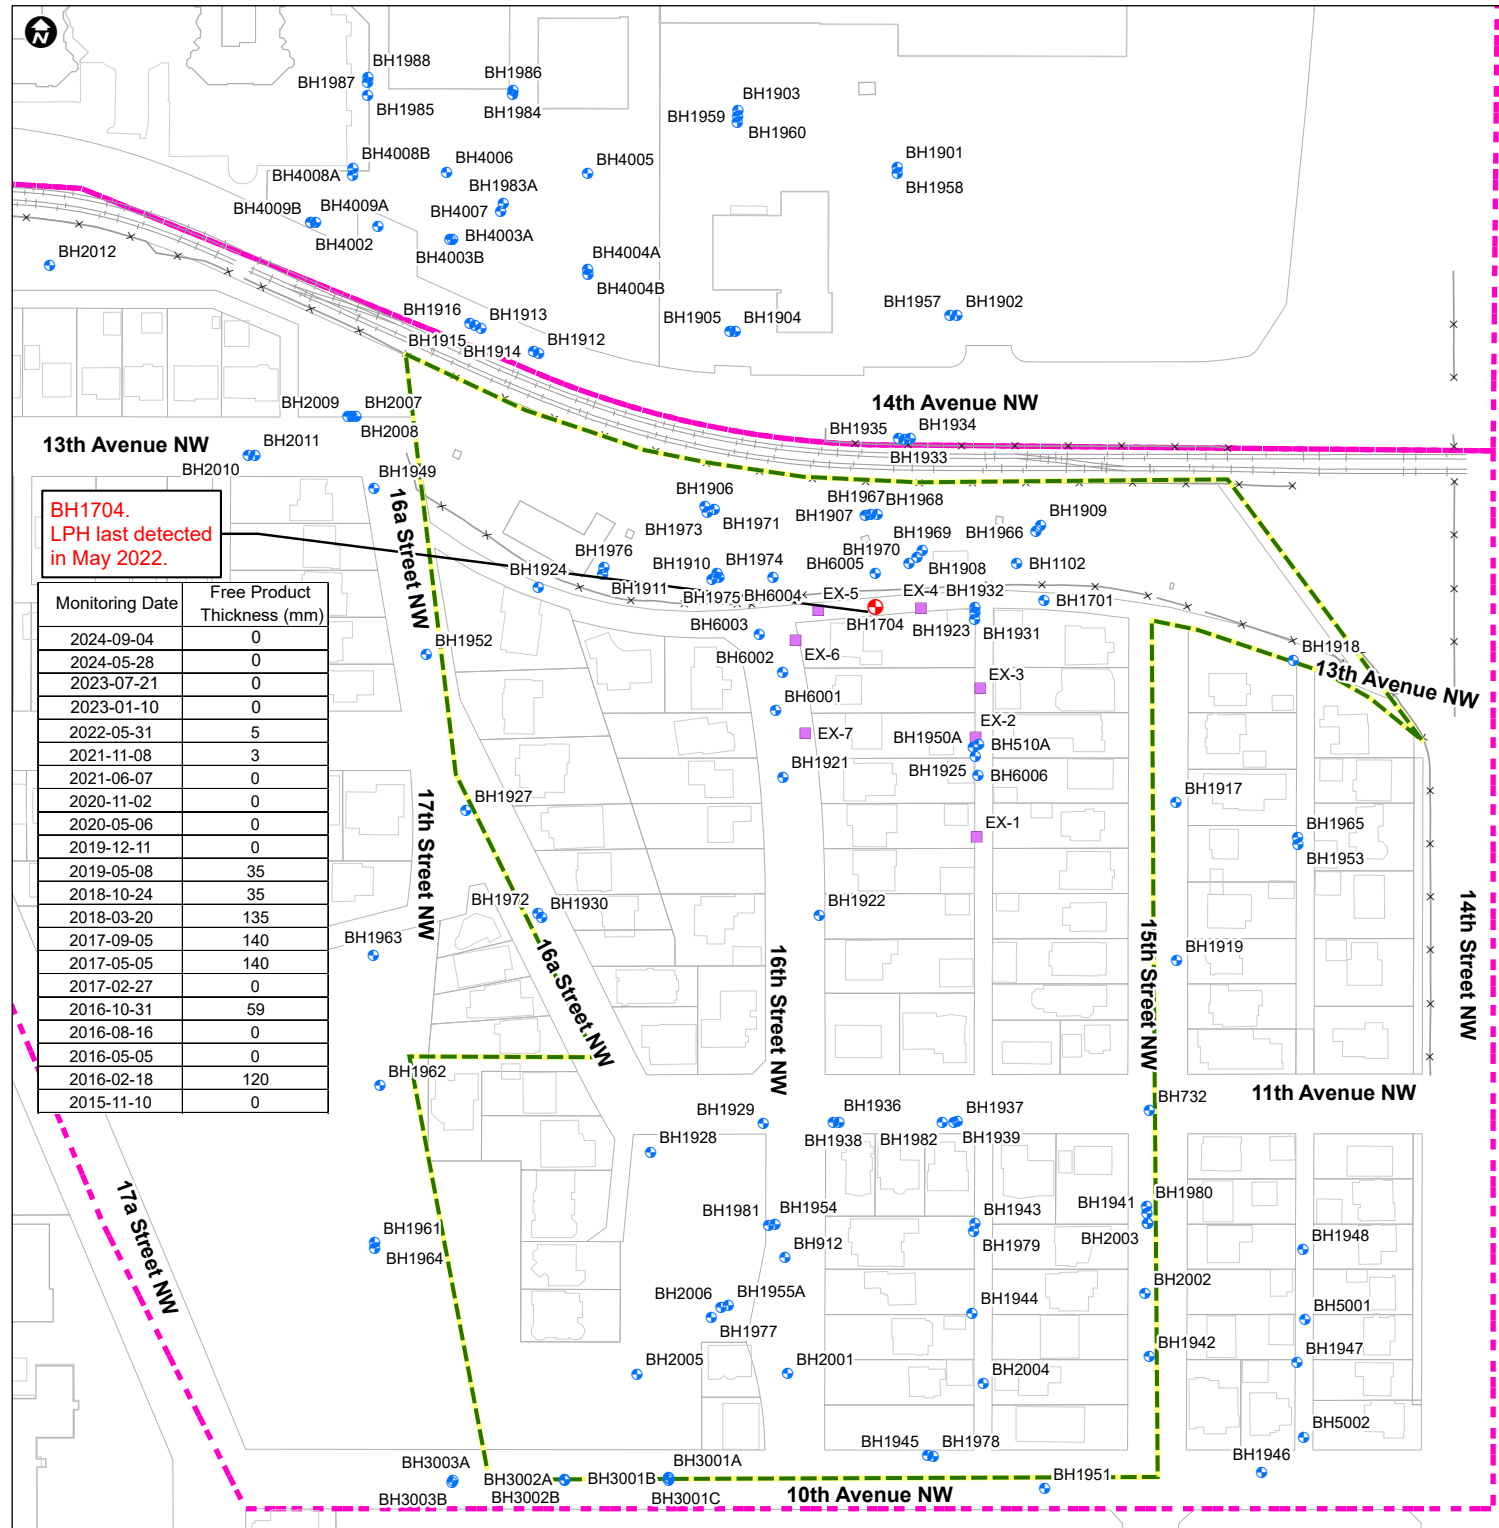 N
BH1988
BH1987
BH1985
BH1986
BH1984
BH1903
BH1959
BH1960
BH4008B
BH4008A
BH4006
BH4005
BH1901
BH1958
BH1983A
BH4007
BH4009B
BH4009A
BH4002
BH4003A
BH4003B
BH2012
BH4004A
BH4004B
BH1916
BH1913
BH1915
BH1914
BH1912
BH1905
BH1904
BH1957
BH1902
14th Avenue NW
BH2009
BH2007
BH2008
BH1935
BH1934
BH1933
13th Avenue NW
BH2011
BH2010
BH1949
BH1704.
LPH last detected
in May 2022.
16a Street NW
BH1906
BH1973
BH1971
BH1967
BH1968
BH1907
BH1909
BH1966
BH1969
BH1970
BH1908
BH1102
BH1976
BH1924
BH1911
BH1910
BH1974
BH1975
BH6004
BH6005
EX-5
EX-4
BH1932
BH1701
BH1704
BH1923
BH1931
BH6003
EX-6
BH6002
BH1952
BH1918
13th Avenue NW
EX-3
BH6001
EX-7
EX-2
BH1950A
BH510A
BH1925
BH6006
BH1921
Monitoring Date Free Product Thickness (mm)
2024-09-04 0
2024-05-28 0
2023-07-21 0
2023-01-10 0
2022-05-31 5
2021-11-08 3
2021-06-07 0
2020-11-02 0
2020-05-06 0
2019-12-11 0
2019-05-08 35
2018-10-24 35
2018-03-20 135
2017-09-05 140
2017-05-05 140
2017-02-27 0
2016-10-31 59
2016-08-16 0
2016-05-05 0
2016-02-18 120
2015-11-10 0
17th Street NW
BH1927
BH1917
EX-1
BH1965
BH1953
BH1972
BH1930
BH1922
BH1963
16a Street NW
16th Street NW
15th Street NW
BH1919
14th Street NW
BH1962
11th Avenue NW
BH732
BH1929
BH1928
BH1936
BH1938
BH1982
BH1937
BH1939
17a Street NW
BH1961
BH1964
BH1981
BH1954
BH912
BH1943
BH1979
BH1941
BH1980
BH2003
BH1948
BH2006
BH1955A
BH1977
BH1944
BH2002
BH5001
BH2005
BH2001
BH2004
BH1942
BH1947
BH5002
BH1945
BH1978
BH1946
BH3003A
BH3003B
BH3002A
BH3002B
BH3001B
BH3001A
BH3001C
BH1951
10th Avenue NW